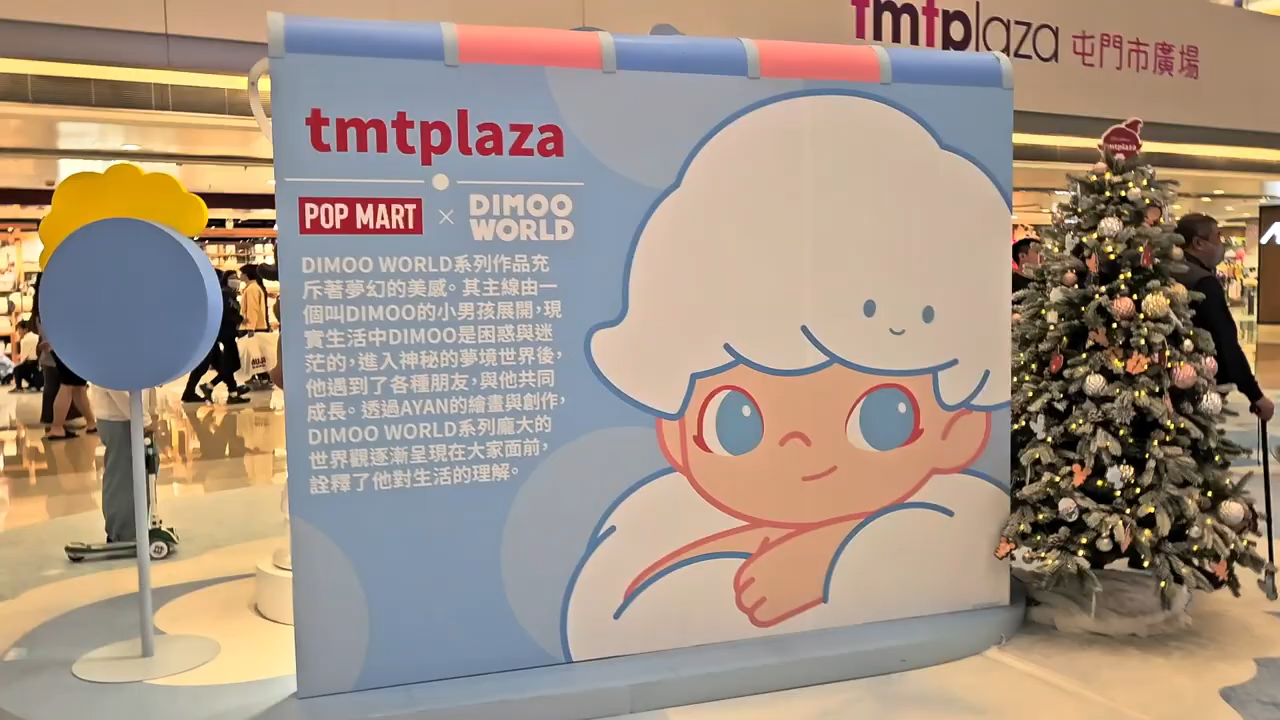 tmtplaza 屯門市廣場
tmtplaza
POP MART × DIMOO WORLD
DIMOO WORLD系列作品充
斥著夢幻的美感。其主線由一
個叫DIMOO的小男孩展開,現
實生活中DIMOO是困惑與迷
茫的,進入神秘的夢境世界後,
他遇到了各種朋友,與他共同
成長。透過AYAN的繪畫與創作,
DIMOO WORLD系列龐大的
世界觀逐漸呈現在大家面前,
詮釋了他對生活的理解。
tmtplaza